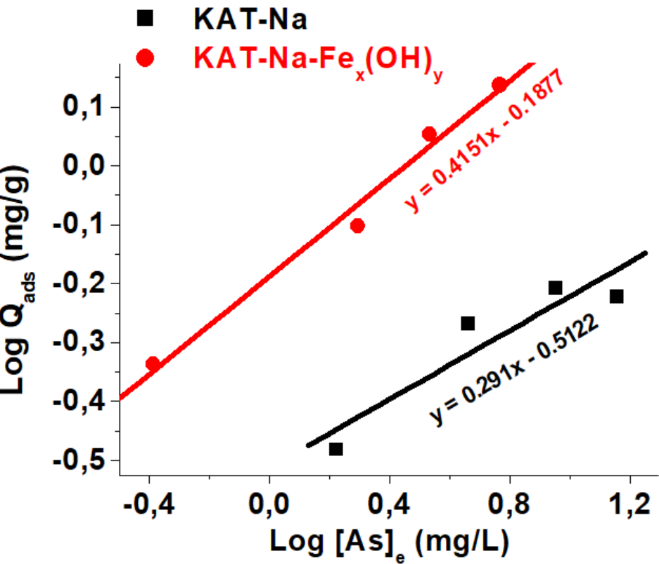 KAT-Na
KAT-Na-Feₓ(OH)ᵧ
Log Q_ads (mg/g)
0,1
0,0
-0,1
-0,2
-0,3
-0,4
-0,5
y = 0.4151x - 0.1877
y = 0.291x - 0.5122
-0,4
0,0
0,4
0,8
1,2
Log [As]ₑ (mg/L)